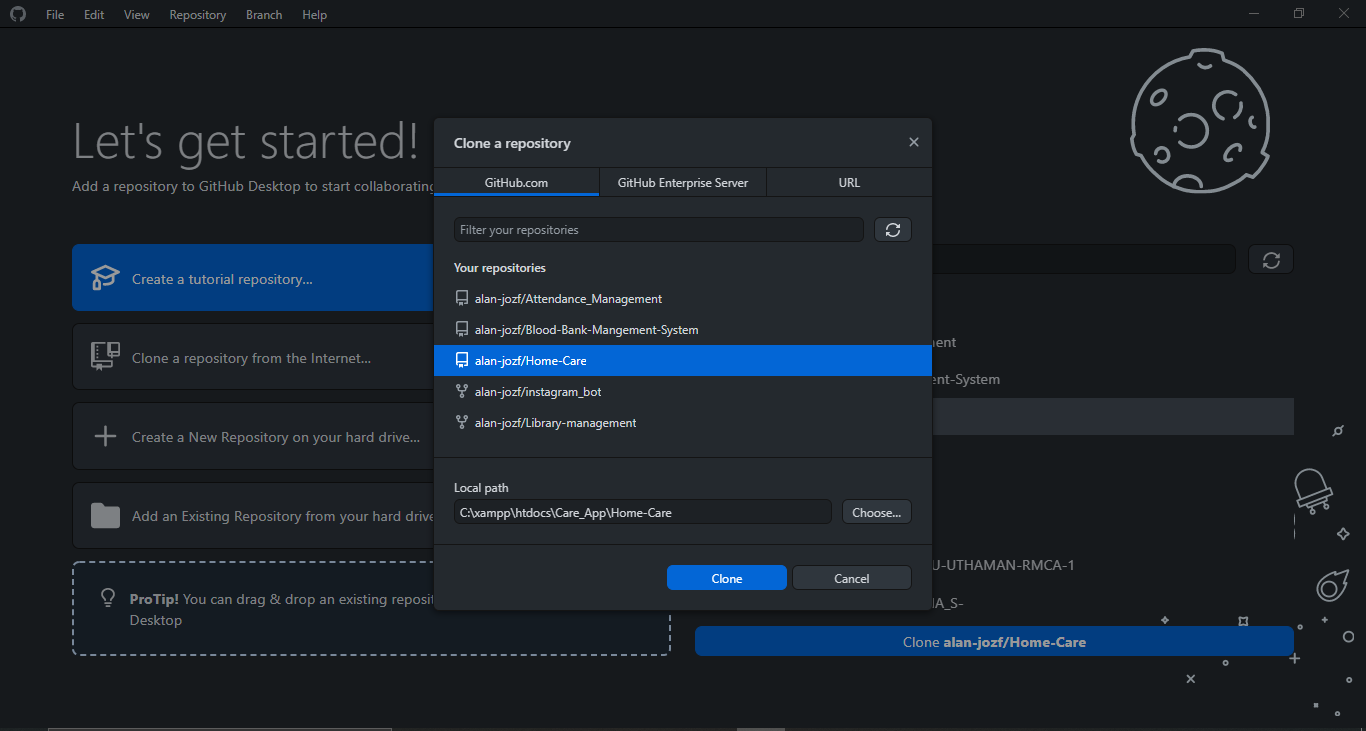 File Edit View Repository Branch Help
Let's get started!
Add a repository to GitHub Desktop to start collaborating
Create a tutorial repository...
Clone a repository from the Internet...
Create a New Repository on your hard drive...
Add an Existing Repository from your hard drive
ProTip! You can drag & drop an existing
Desktop
Clone a repository
GitHub.com GitHub Enterprise Server URL
Filter your repositories
Your repositories
alan-jozf/Attendance_Management
alan-jozf/Blood-Bank-Mangement-System
alan-jozf/Home-Care
alan-jozf/instagram_bot
alan-jozf/Library-management
Local path
C:\xampp\htdocs\Care_App\Home-Care
Choose...
Clone Cancel
ent-System
U-UTHAMAN-RMCA-1
Clone alan-jozf/Home-Care